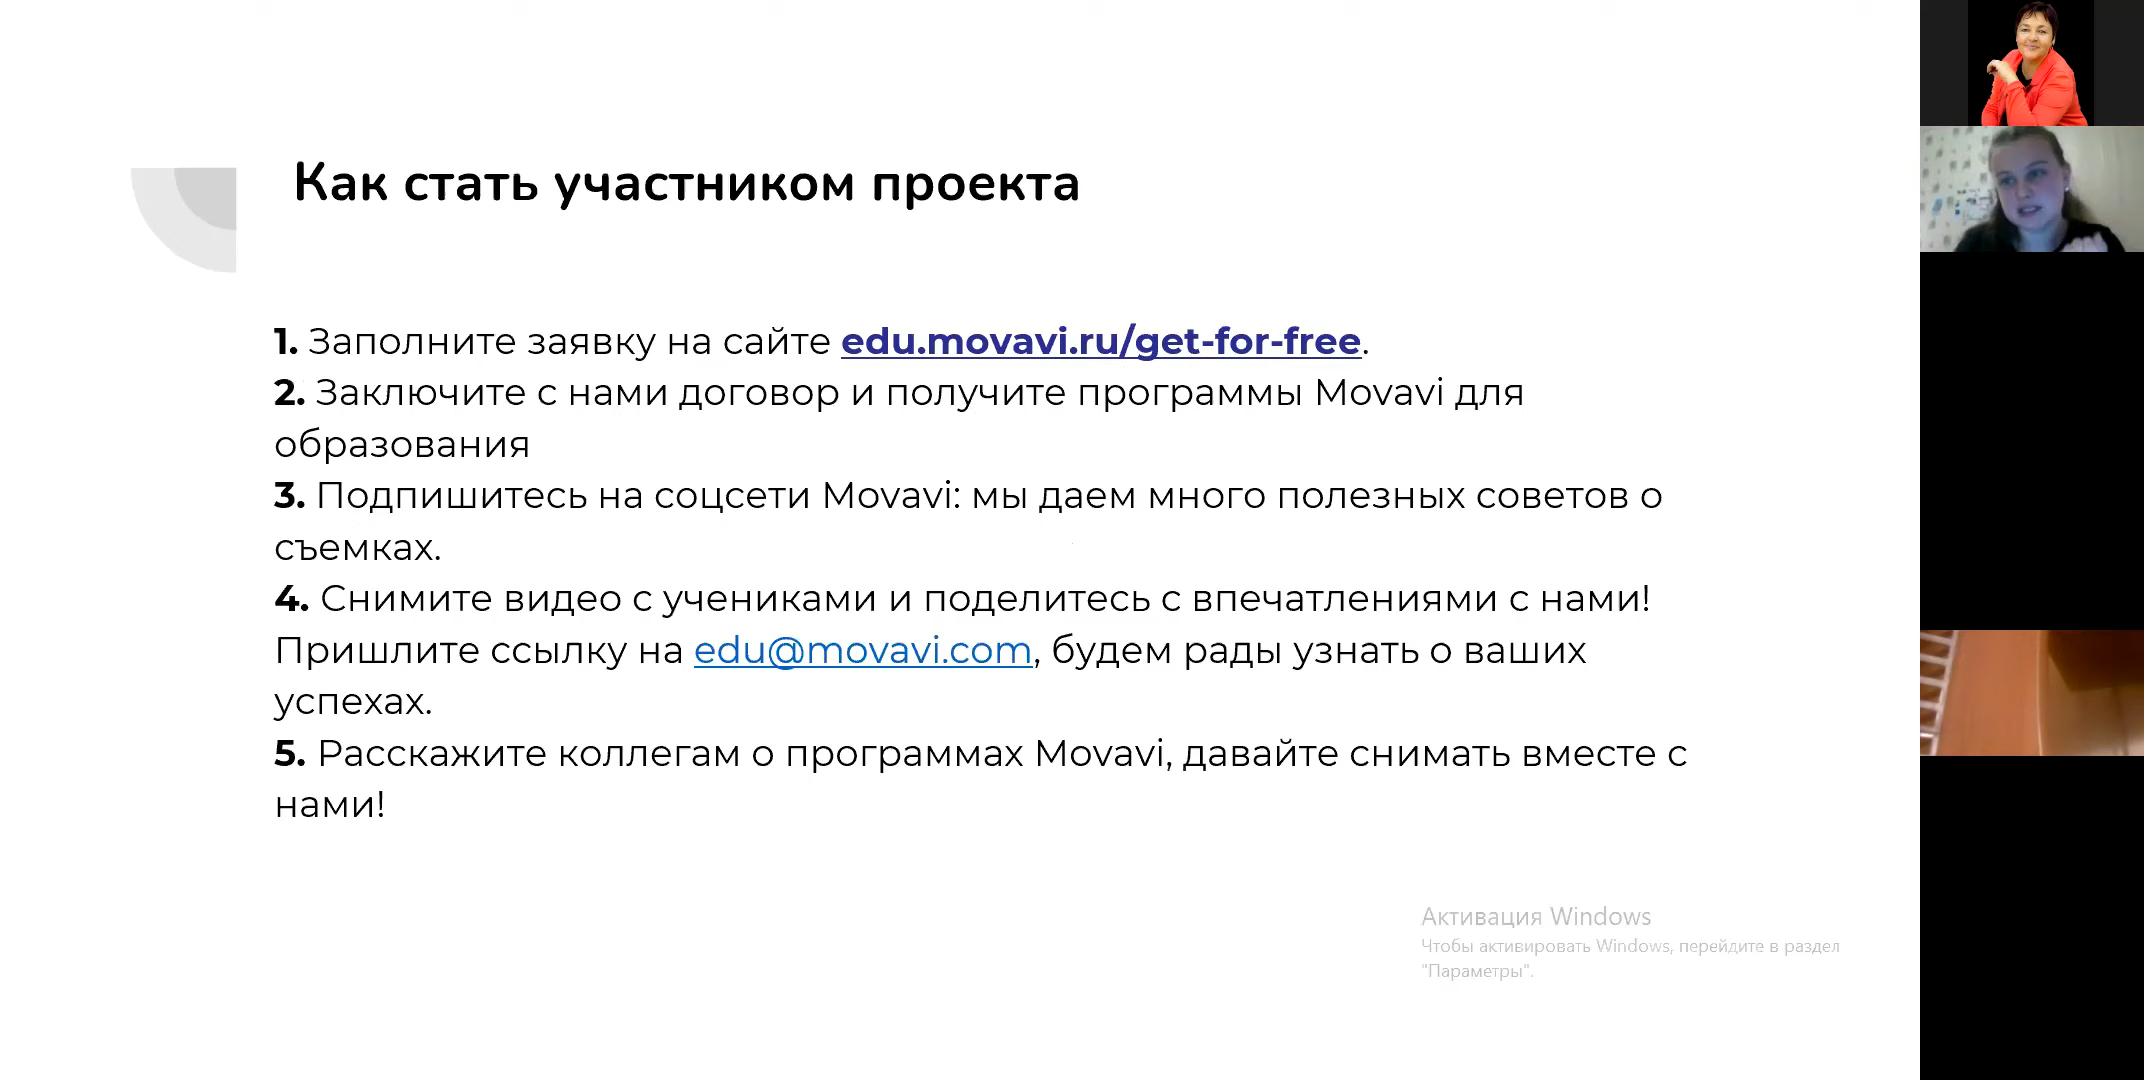 Как стать участником проекта
1. Заполните заявку на сайте edu.movavi.ru/get-for-free.
2. Заключите с нами договор и получите программы Movavi для
образования
3. Подпишитесь на соцсети Movavi: мы даем много полезных советов о
съемках.
4. Снимите видео с учениками и поделитесь с впечатлениями с нами!
Пришлите ссылку на edu@movavi.com, будем рады узнать о ваших
успехах.
5. Расскажите коллегам о программах Movavi, давайте снимать вместе с
нами!
Активация Windows
Чтобы активировать Windows, перейдите в раздел
"Параметры".